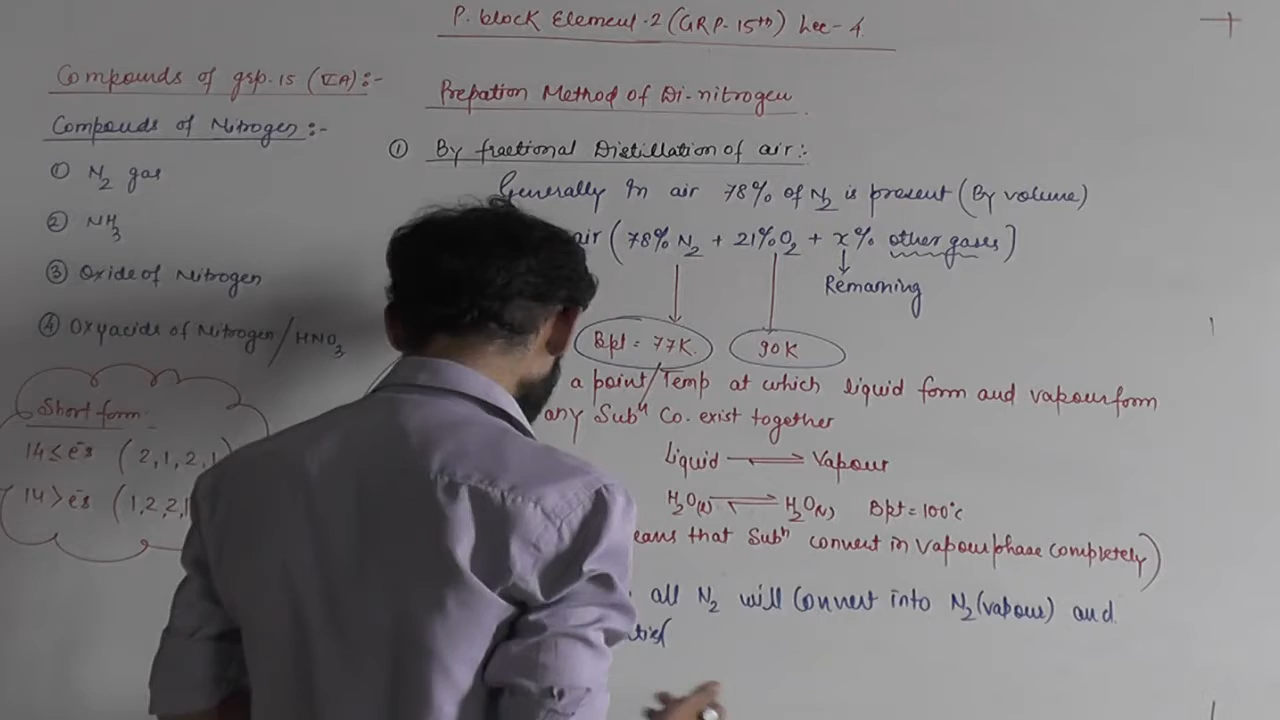 P. block Element-2 (GRP-15th) Lec-4
Compounds of grp-15 (VA):-
Compouds of Nitrogen:-
① N2 gas
② NH3
③ Oxide of Nitrogen
④ Oxyacids of Nitrogen/HNO3
Short form:
14 ≤ es (2,1,2,1
14 > es (1,2,2,1
Prepation Method of Di-nitrogen
① By fractional Distillation of air:
Generally In air 78% of N2 is present (By volume)
air (78% N2 + 21% O2 + x% other gases)
Remaining
Bpt = 77K. 90K
a point/Temp at which liquid form and vapour form
any Subn Co. exist together
Liquid ⇌ Vapour
H2O(l) ⇌ H2O(v) Bpt = 100°c
eans that Subn convert in vapour phase completely)
all N2 will Convert into N2(vapour) and